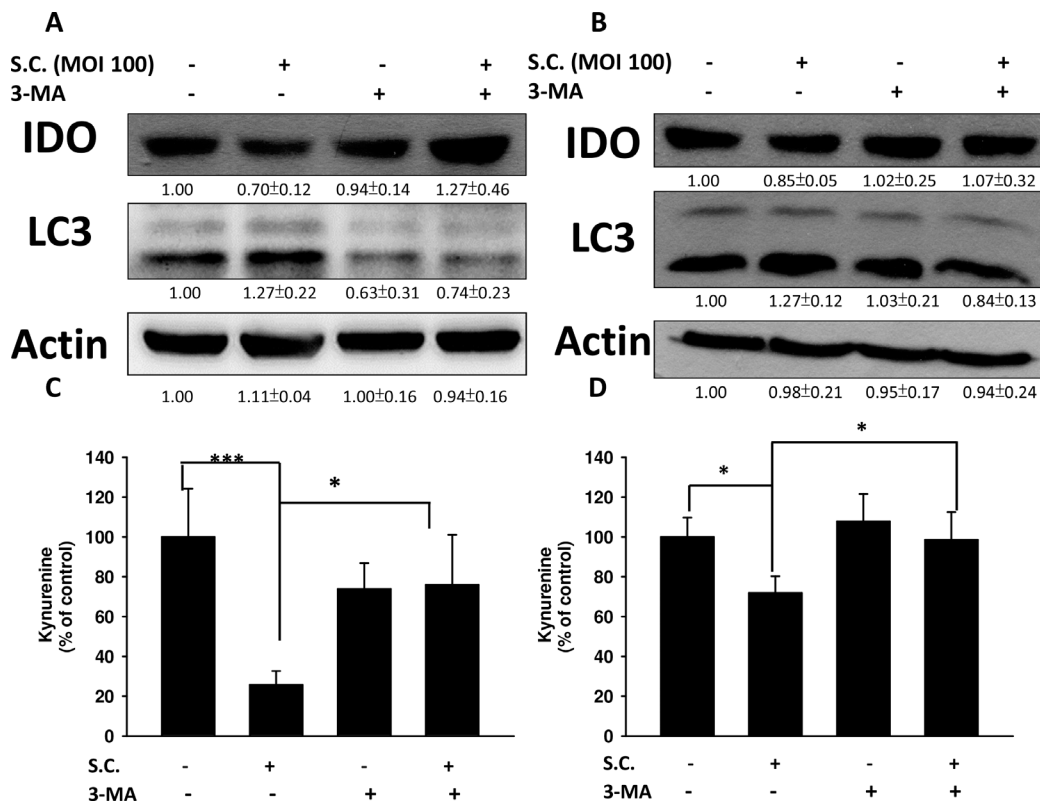 A
S.C. (MOI 100) - + - +
3-MA - - + +
IDO
1.00 0.70±0.12 0.94±0.14 1.27±0.46
LC3
1.00 1.27±0.22 0.63±0.31 0.74±0.23
Actin
1.00 1.11±0.04 1.00±0.16 0.94±0.16
B
S.C. (MOI 100) - + - +
3-MA - - + +
IDO
1.00 0.85±0.05 1.02±0.25 1.07±0.32
LC3
1.00 1.27±0.12 1.03±0.21 0.84±0.13
Actin
1.00 0.98±0.21 0.95±0.17 0.94±0.24
C
Kynurenine
(% of control)
140
120
100
80
60
40
20
0
***
*
S.C. - + - +
3-MA - - + +
D
Kynurenine
(% of control)
140
120
100
80
60
40
20
0
*
*
S.C. - + - +
3-MA - - + +